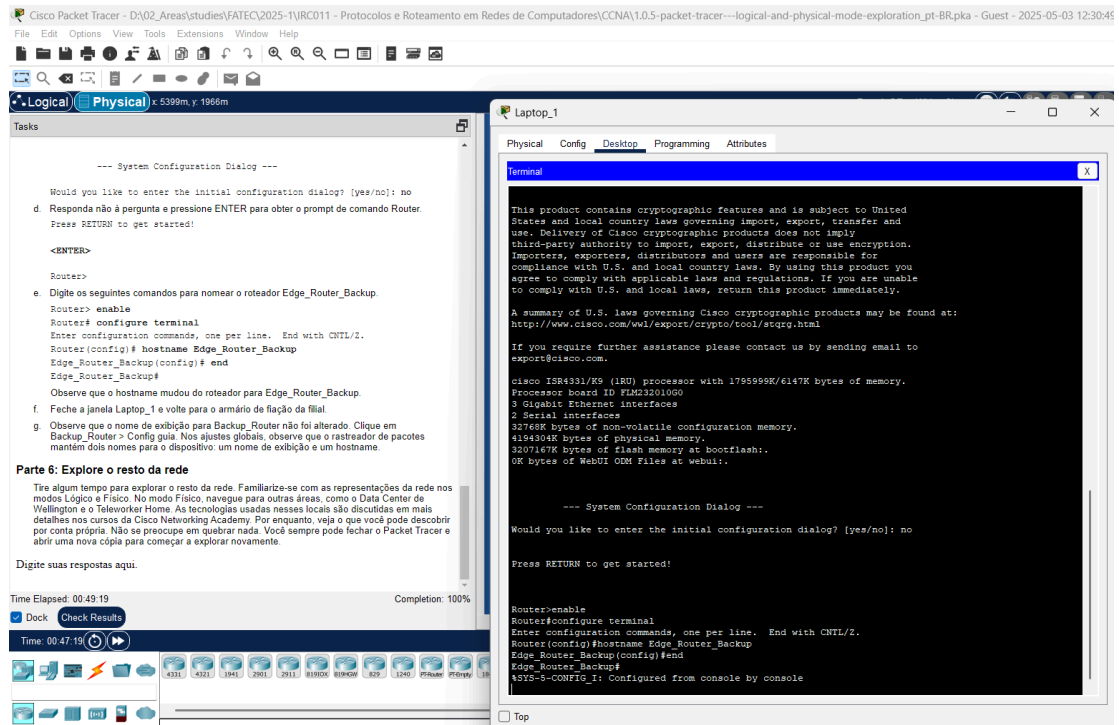 Cisco Packet Tracer - D:\02_Areas\studies\FATEC\2025-1\IRC011 - Protocolos e Roteamento em Redes de Computadores\CCNA\1.0.5-packet-tracer---logical-and-physical-mode-exploration_pt-BR.pka - Guest - 2025-05-03 12:30:49
File Edit Options View Tools Extensions Window Help
Logical Physical x: 5399m, y: 1966m
Tasks
--- System Configuration Dialog ---
Would you like to enter the initial configuration dialog? [yes/no]: no
d. Responda não à pergunta e pressione ENTER para obter o prompt de comando Router.
Press RETURN to get started!
<ENTER>
Router>
e. Digite os seguintes comandos para nomear o roteador Edge_Router_Backup.
Router> enable
Router# configure terminal
Enter configuration commands, one per line. End with CNTL/Z.
Router(config)# hostname Edge_Router_Backup
Edge_Router_Backup(config)# end
Edge_Router_Backup#
Observe que o hostname mudou do roteador para Edge_Router_Backup.
f. Feche a janela Laptop_1 e volte para o armário de fiação da filial.
g. Observe que o nome de exibição para Backup_Router não foi alterado. Clique em
Backup_Router > Config guia. Nos ajustes globais, observe que o rastreador de pacotes
mantém dois nomes para o dispositivo: um nome de exibição e um hostname.
Parte 6: Explore o resto da rede
Tire algum tempo para explorar o resto da rede. Familiarize-se com as representações da rede nos
modos Lógico e Físico. No modo Físico, navegue para outras áreas, como o Data Center de
Wellington e o Teleworker Home. As tecnologias usadas nesses locais são discutidas em mais
detalhes nos cursos da Cisco Networking Academy. Por enquanto, veja o que você pode descobrir
por conta própria. Não se preocupe em quebrar nada. Você sempre pode fechar o Packet Tracer e
abrir uma nova cópia para começar a explorar novamente.
Digite suas respostas aqui.
Time Elapsed: 00:49:19 Completion: 100%
Dock Check Results
Time: 00:47:19
4331 4321 1941 2901 2911 819IOX 819HGW 829 1240 PT-Router PT-Empty
Laptop_1
Physical Config Desktop Programming Attributes
Terminal X
This product contains cryptographic features and is subject to United
States and local country laws governing import, export, transfer and
use. Delivery of Cisco cryptographic products does not imply
third-party authority to import, export, distribute or use encryption.
Importers, exporters, distributors and users are responsible for
compliance with U.S. and local country laws. By using this product you
agree to comply with applicable laws and regulations. If you are unable
to comply with U.S. and local laws, return this product immediately.
A summary of U.S. laws governing Cisco cryptographic products may be found at:
http://www.cisco.com/wwl/export/crypto/tool/stqrg.html
If you require further assistance please contact us by sending email to
export@cisco.com.
cisco ISR4331/K9 (1RU) processor with 1795999K/6147K bytes of memory.
Processor board ID FLM232010G0
3 Gigabit Ethernet interfaces
2 Serial interfaces
32768K bytes of non-volatile configuration memory.
4194304K bytes of physical memory.
3207167K bytes of flash memory at bootflash:.
0K bytes of WebUI ODM Files at webui:.
--- System Configuration Dialog ---
Would you like to enter the initial configuration dialog? [yes/no]: no
Press RETURN to get started!
Router>enable
Router#configure terminal
Enter configuration commands, one per line. End with CNTL/Z.
Router(config)#hostname Edge_Router_Backup
Edge_Router_Backup(config)#end
Edge_Router_Backup#
%SYS-5-CONFIG_I: Configured from console by console
Top